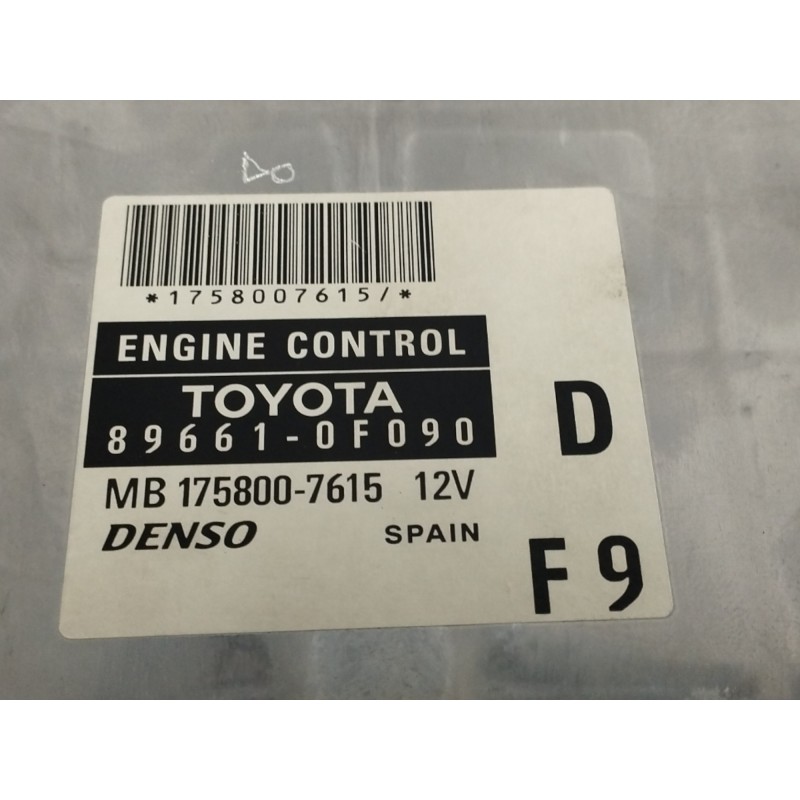 DO
*1758007615/*
ENGINE CONTROL
TOYOTA
89661-0F090
D
MB 175800-7615 12V
DENSO SPAIN
F9